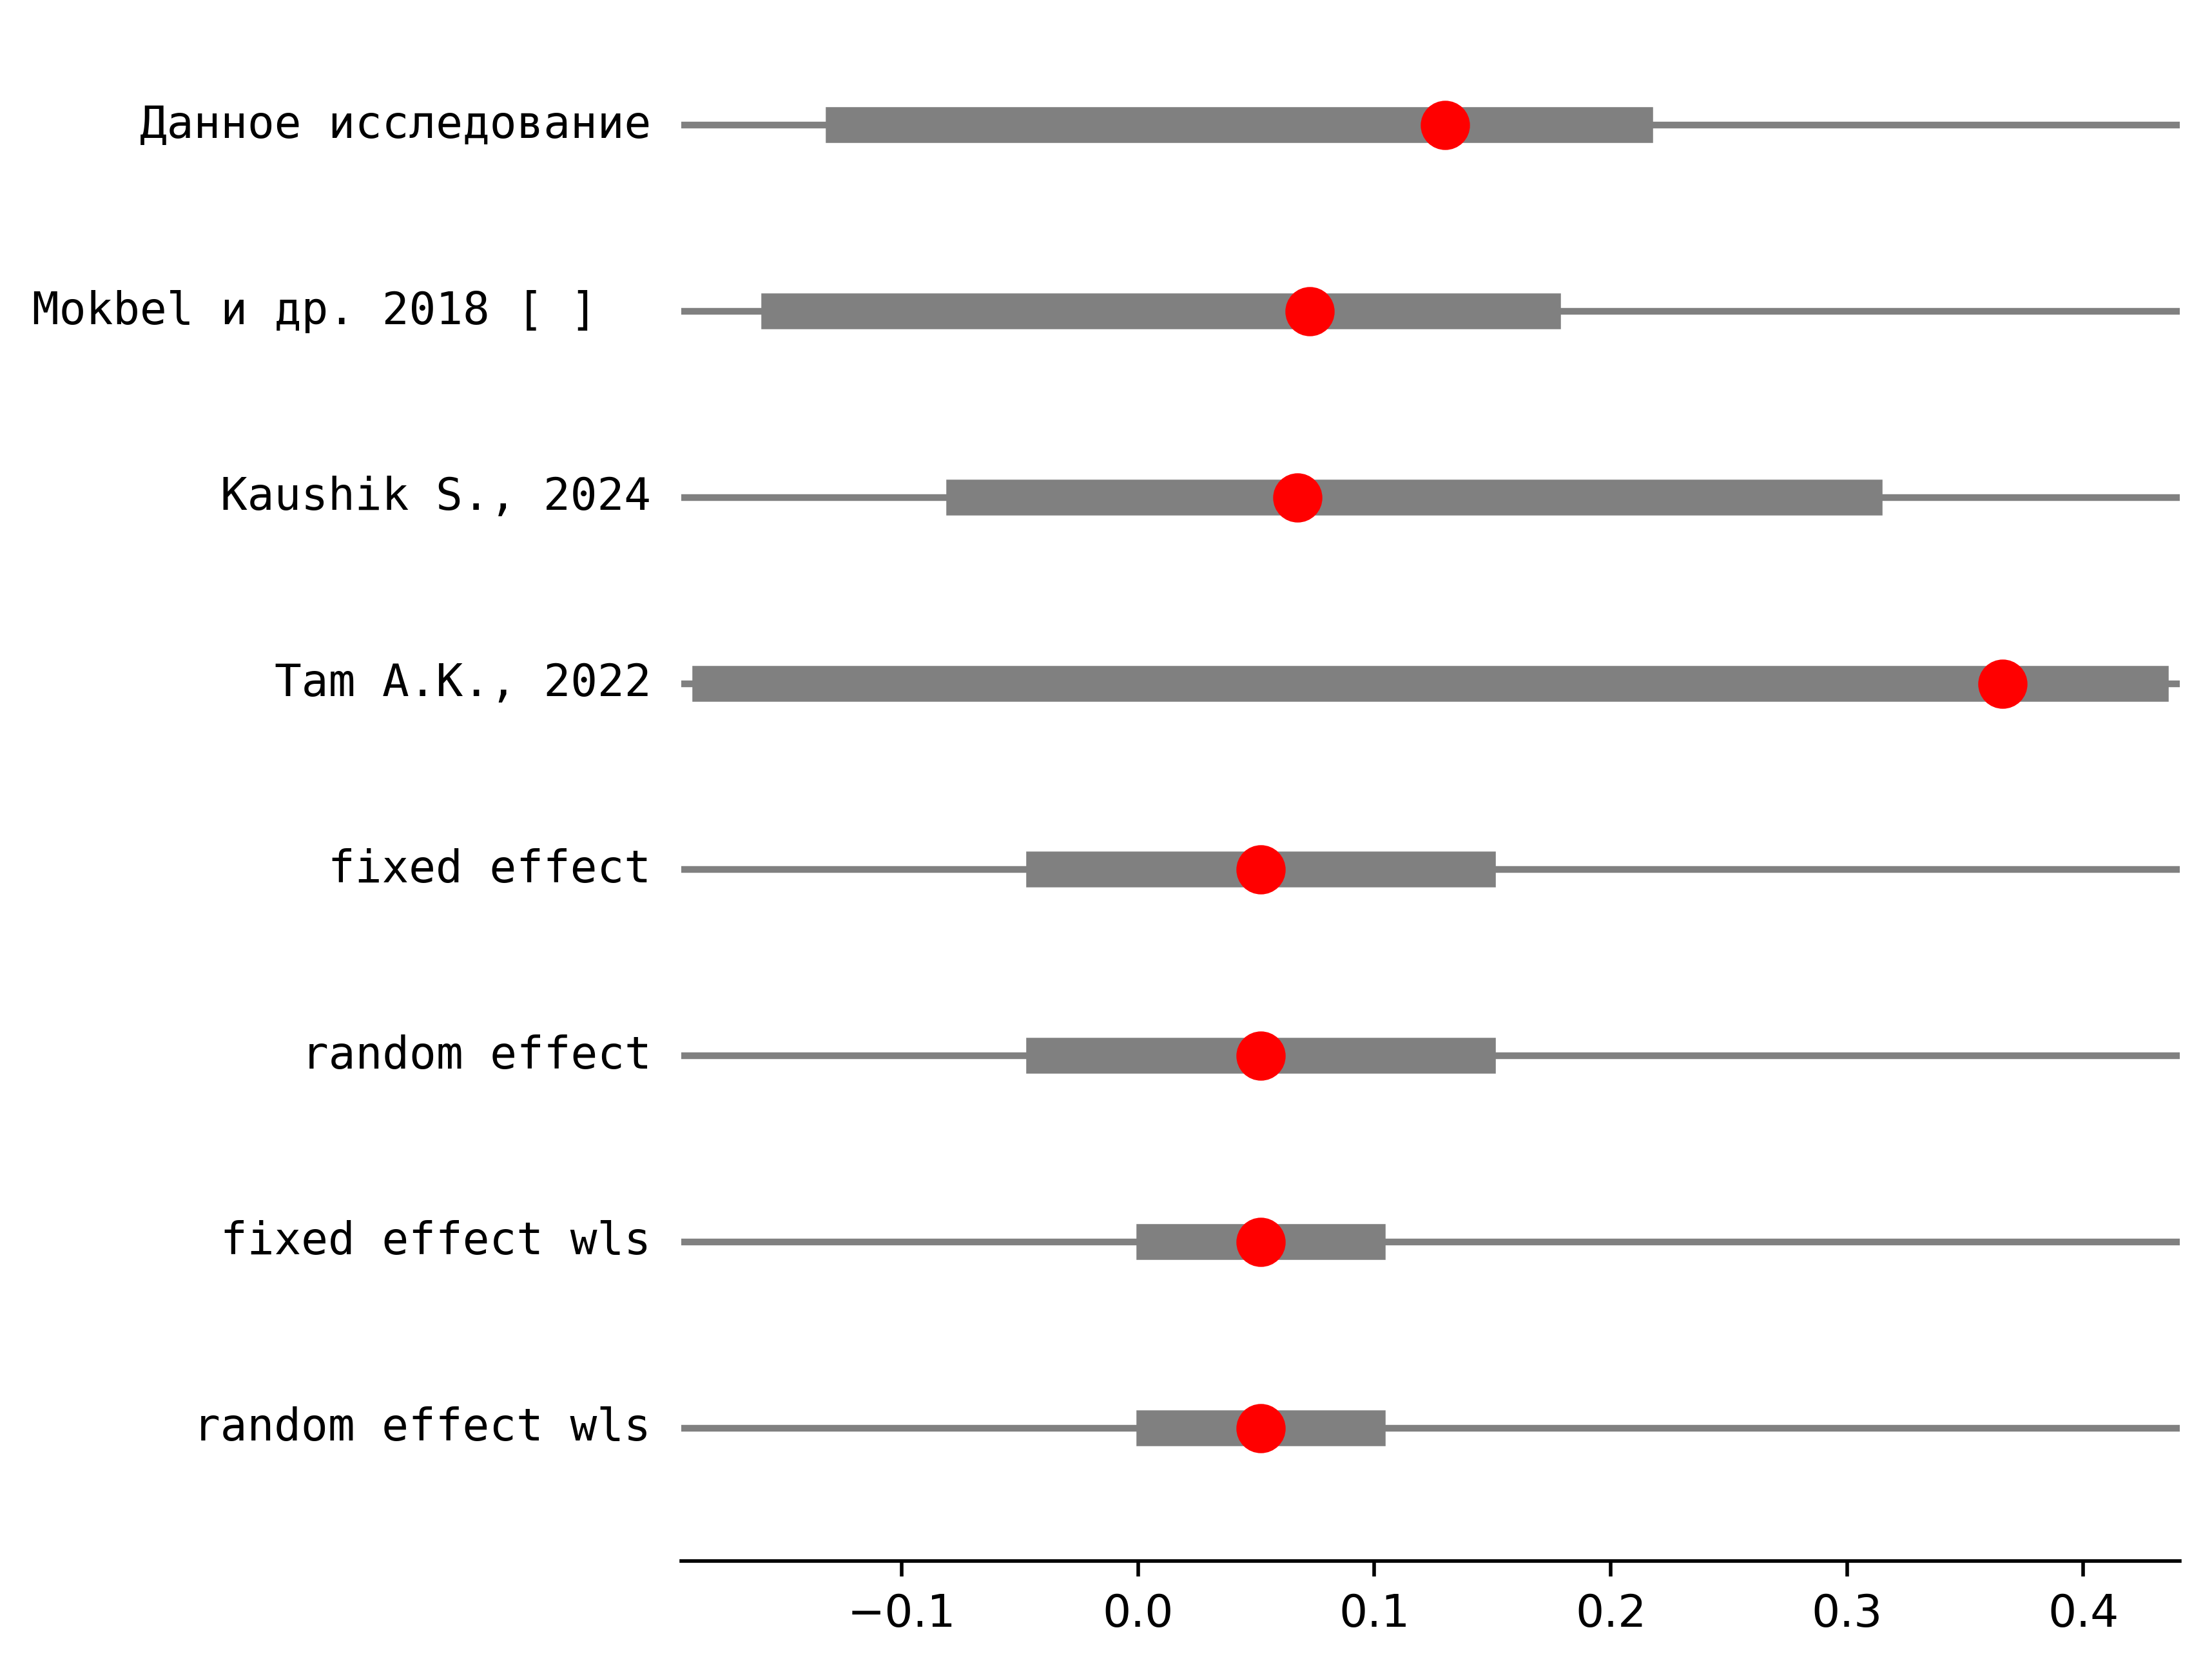 Данное исследование
Mokbel и др. 2018 [ ]
Kaushik S., 2024
Tam A.K., 2022
fixed effect
random effect
fixed effect wls
random effect wls
−0.1 0.0 0.1 0.2 0.3 0.4